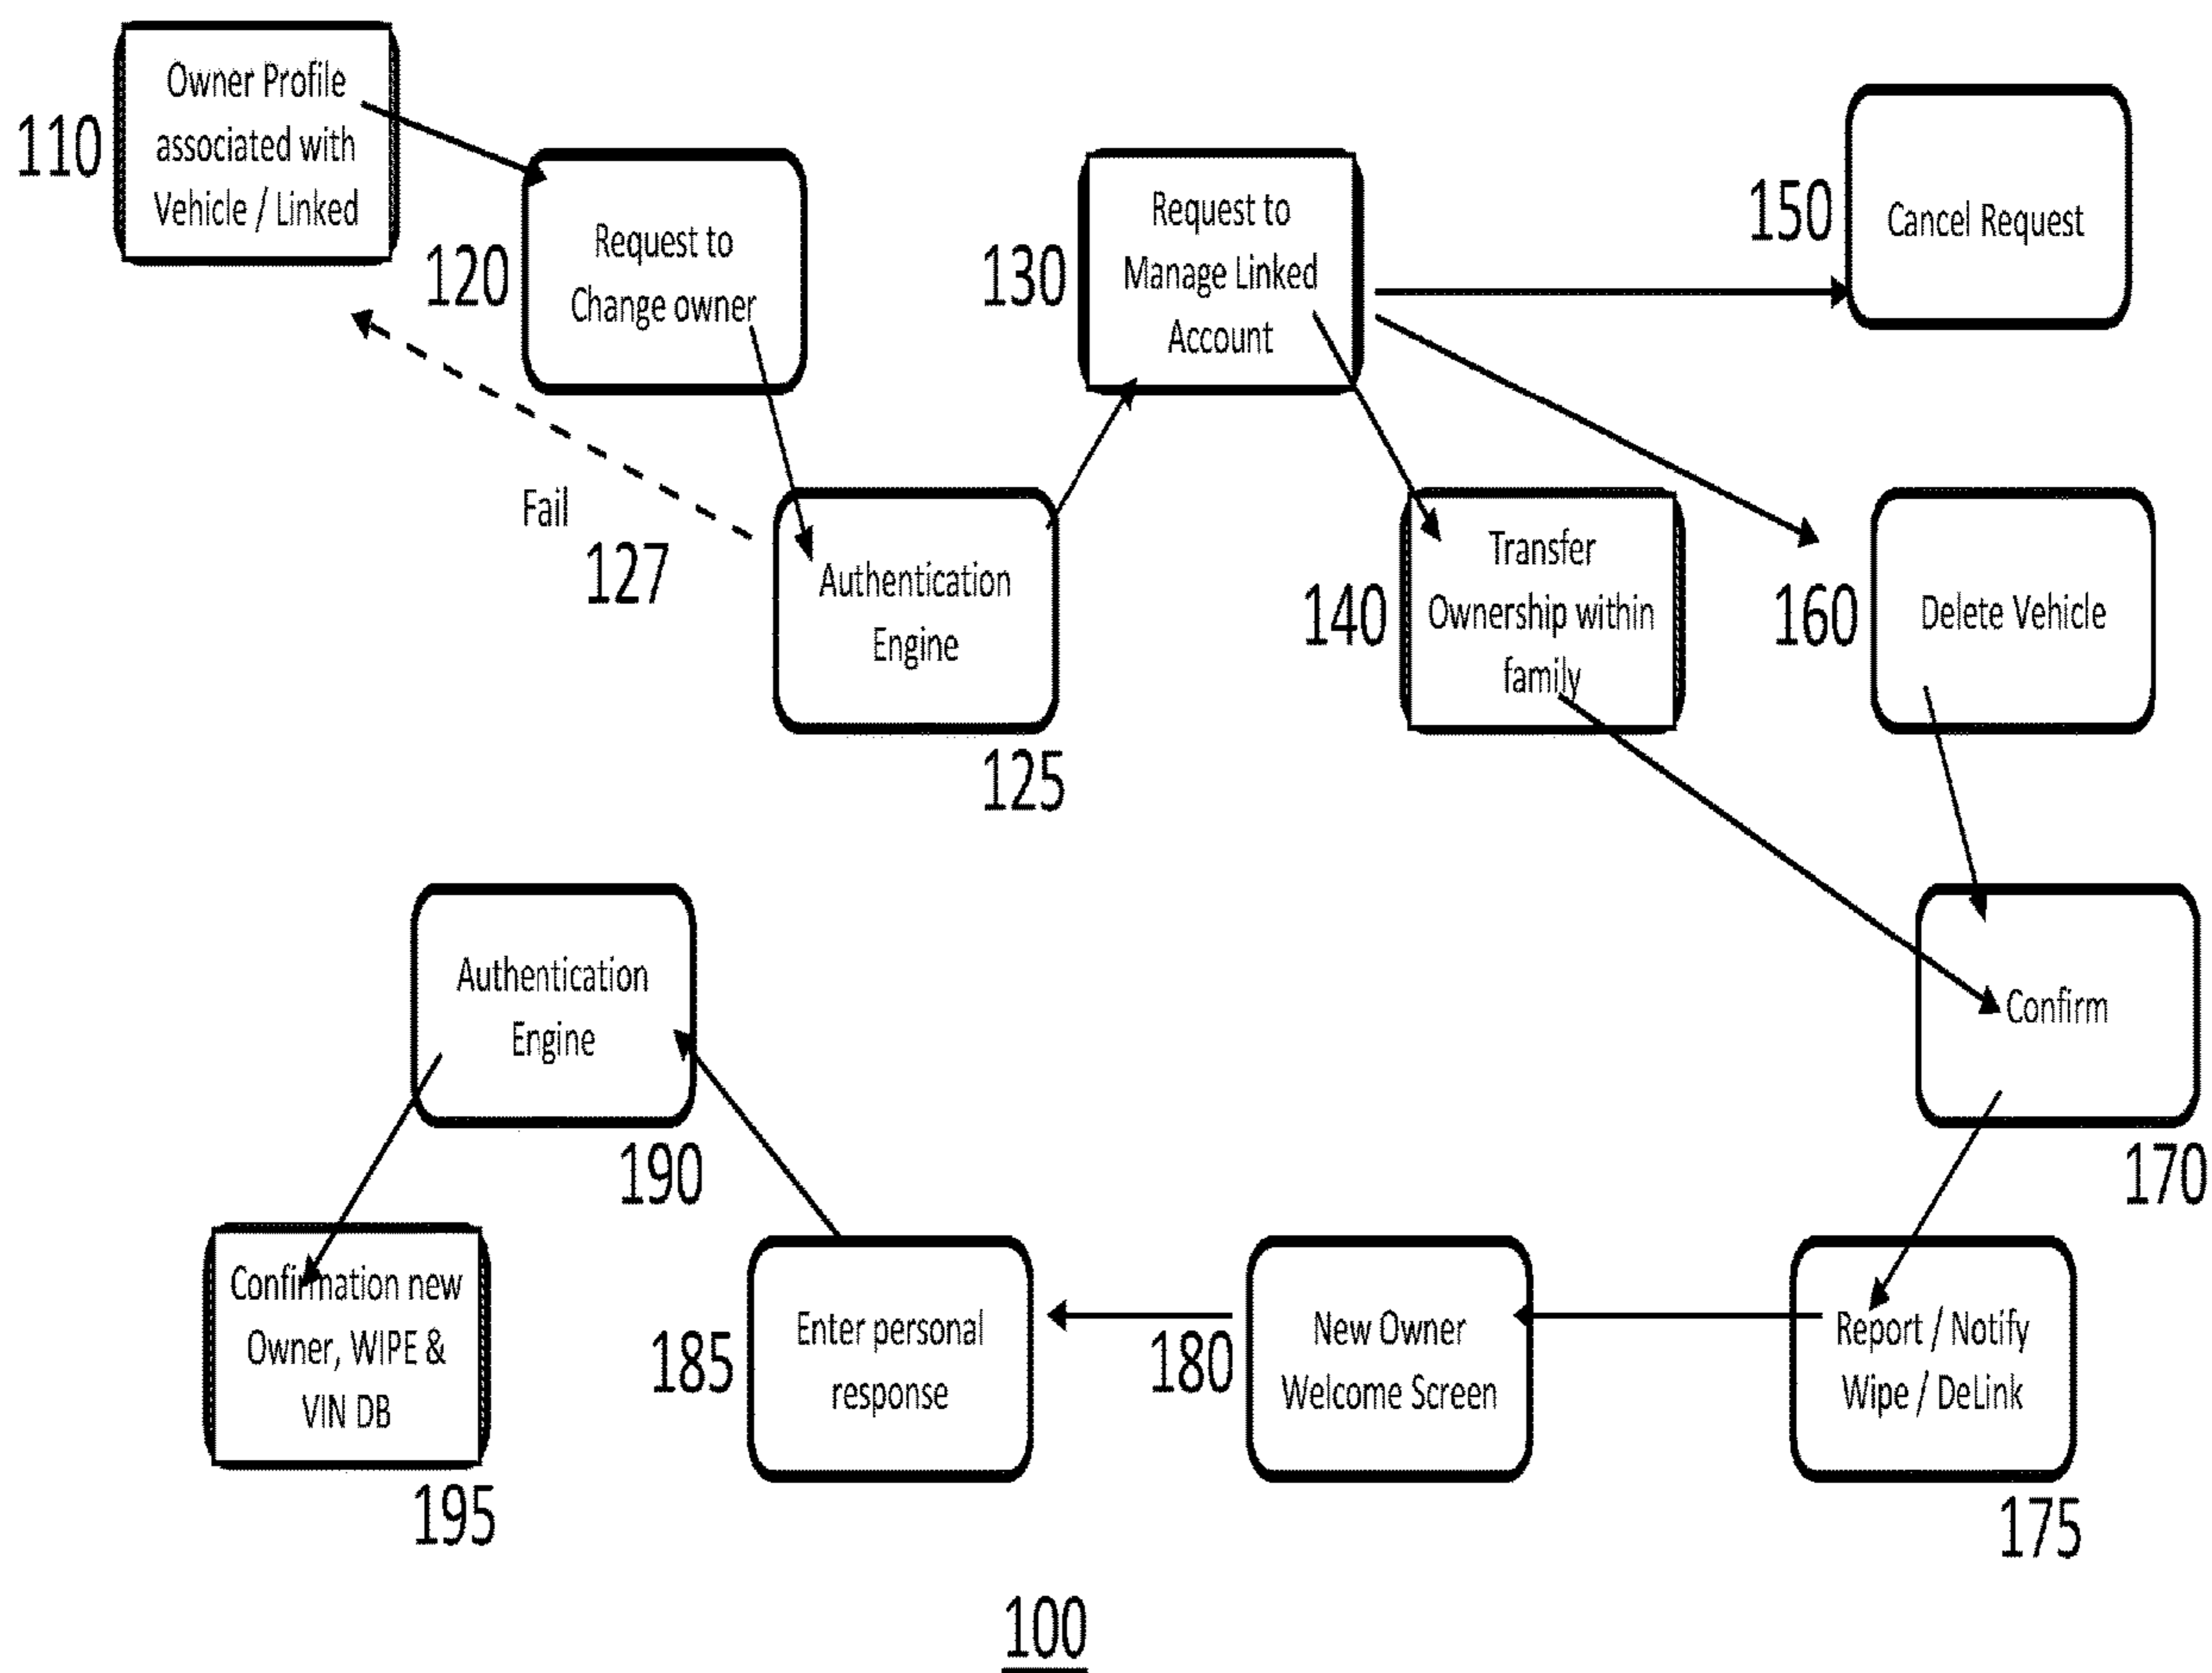 110
Owner Profile
associated with
Vehicle / Linked
120
Request to
Change owner
130
Request to
Manage Linked
Account
150
Cancel Request
Fail
127
Authentication
Engine
125
140
Transfer
Ownership within
family
160
Delete Vehicle
Authentication
Engine
190
Confirm
170
Confirmation new
Owner, WIPE &
VIN DB
195
185
Enter personal
response
180
New Owner
Welcome Screen
Report / Notify
Wipe / DeLink
175
100